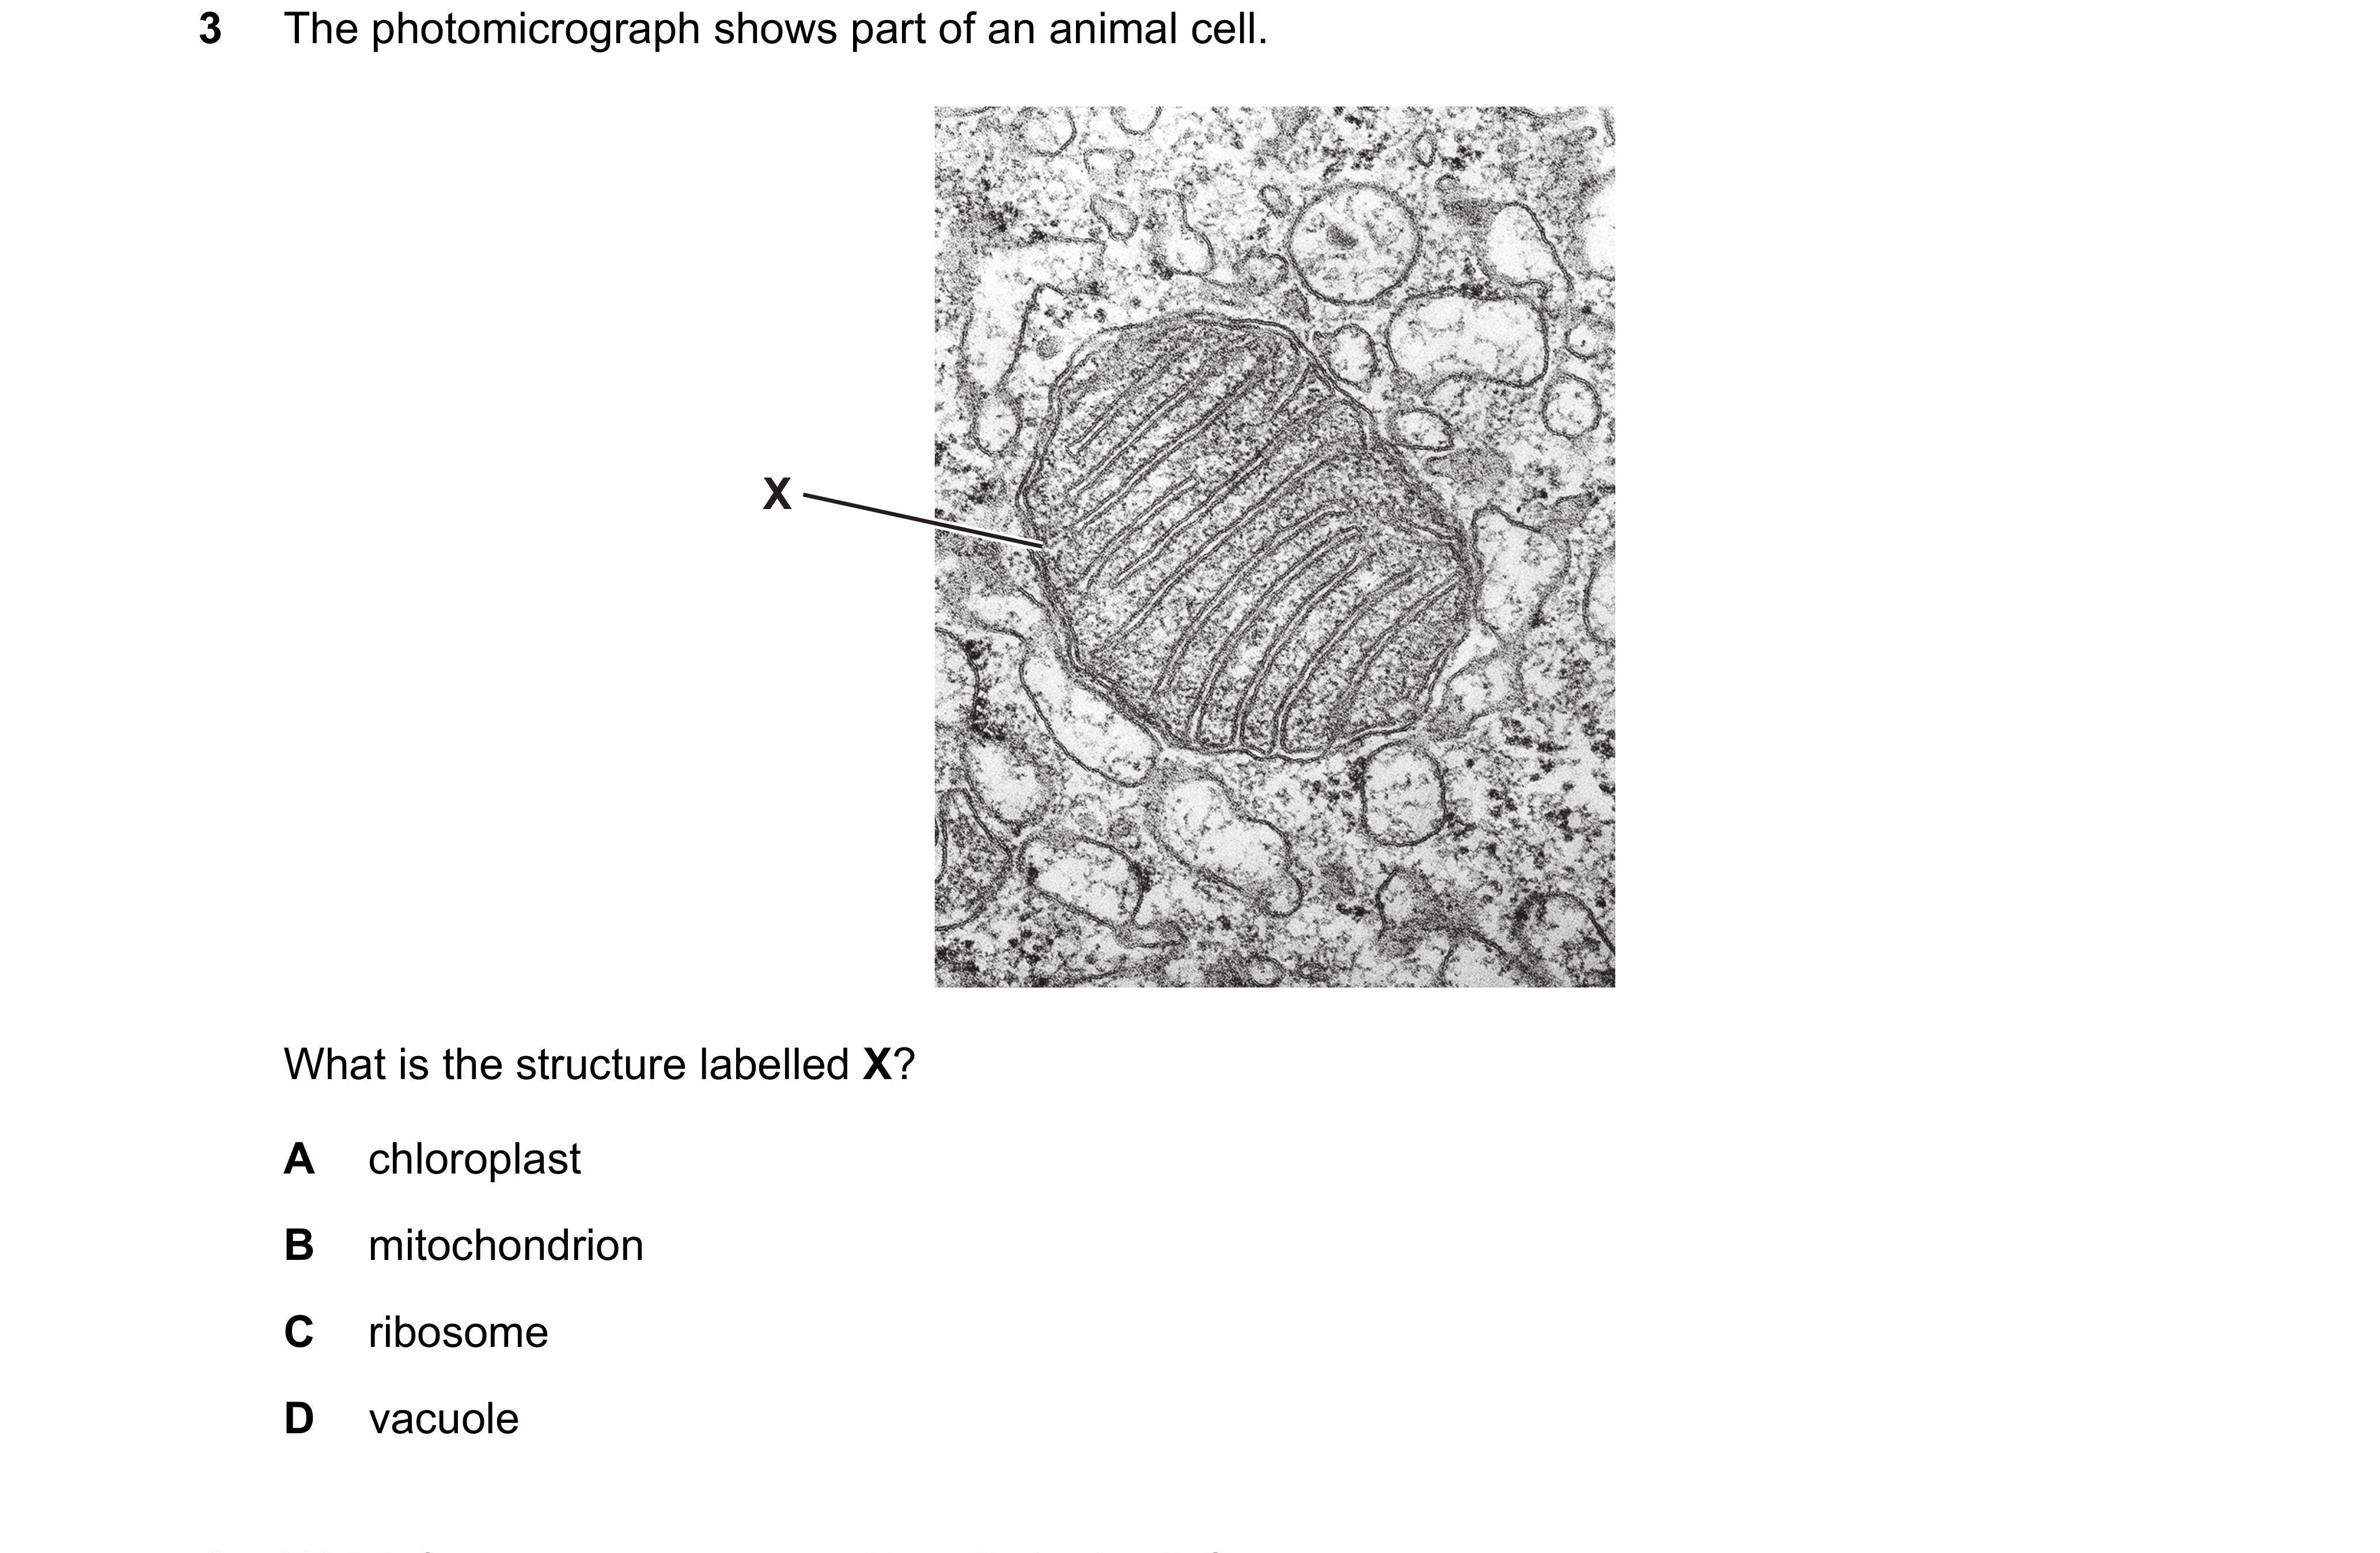 3 The photomicrograph shows part of an animal cell.
X
What is the structure labelled X?
A chloroplast
B mitochondrion
C ribosome
D vacuole